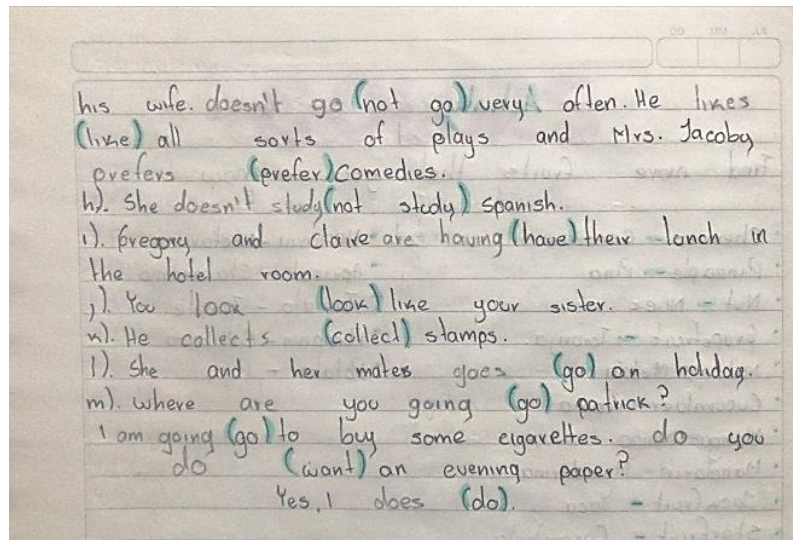 his wife. doesn't go (not go) very often. He likes
(like) all sorts of plays and Mrs. Jacoby
prefers (prefer) comedies.
h). She doesn't study (not study) Spanish.
i). Gregory and Claire are having (have) their lunch in
the hotel room.
j). You look (look) like your sister.
k). He collects (collect) stamps.
l). She and her mates goes (go) on holiday.
m). Where are you going (go) patrick?
I am going (go) to buy some cigarettes. do you
do (want) an evening paper?
Yes, I does (do).